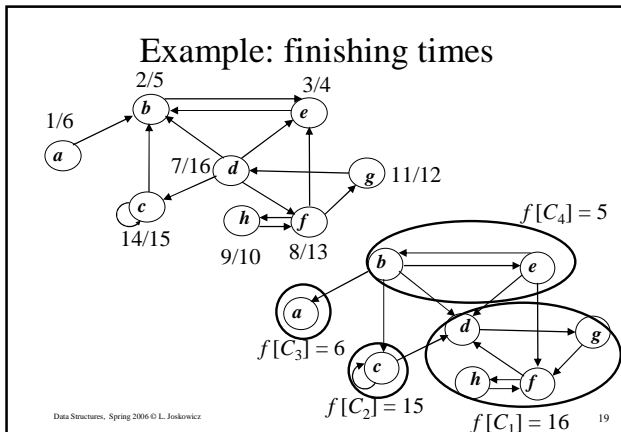 Example: finishing times
2/5
3/4
b
e
1/6
a
7/16
d
g
11/12
c
h
f
14/15
9/10
8/13
f [C4] = 5
b
e
a
d
g
f [C3] = 6
c
h
f
f [C2] = 15
f [C1] = 16
Data Structures, Spring 2006 © L. Joskowicz
19